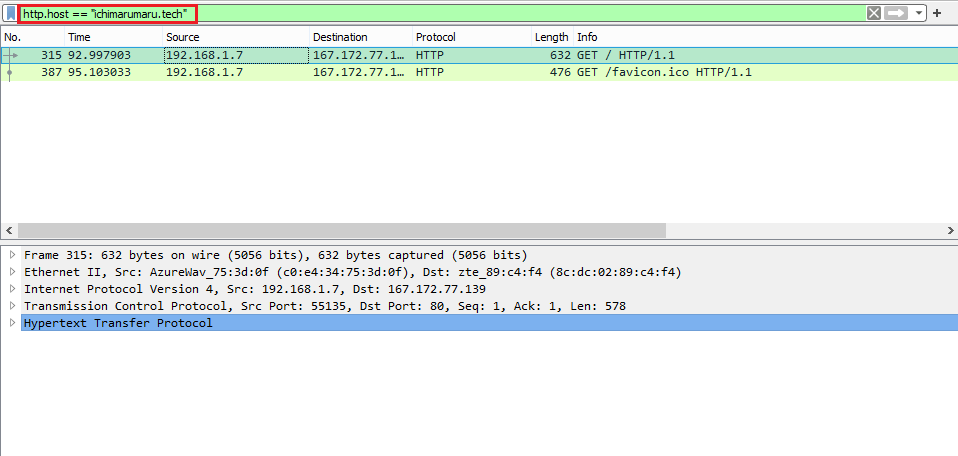 http.host == "ichimarumaru.tech"
No. Time Source Destination Protocol Length Info
315 92.997903 192.168.1.7 167.172.77.1… HTTP 632 GET / HTTP/1.1
387 95.103033 192.168.1.7 167.172.77.1… HTTP 476 GET /favicon.ico HTTP/1.1
Frame 315: 632 bytes on wire (5056 bits), 632 bytes captured (5056 bits)
Ethernet II, Src: AzureWav_75:3d:0f (c0:e4:34:75:3d:0f), Dst: zte_89:c4:f4 (8c:dc:02:89:c4:f4)
Internet Protocol Version 4, Src: 192.168.1.7, Dst: 167.172.77.139
Transmission Control Protocol, Src Port: 55135, Dst Port: 80, Seq: 1, Ack: 1, Len: 578
Hypertext Transfer Protocol